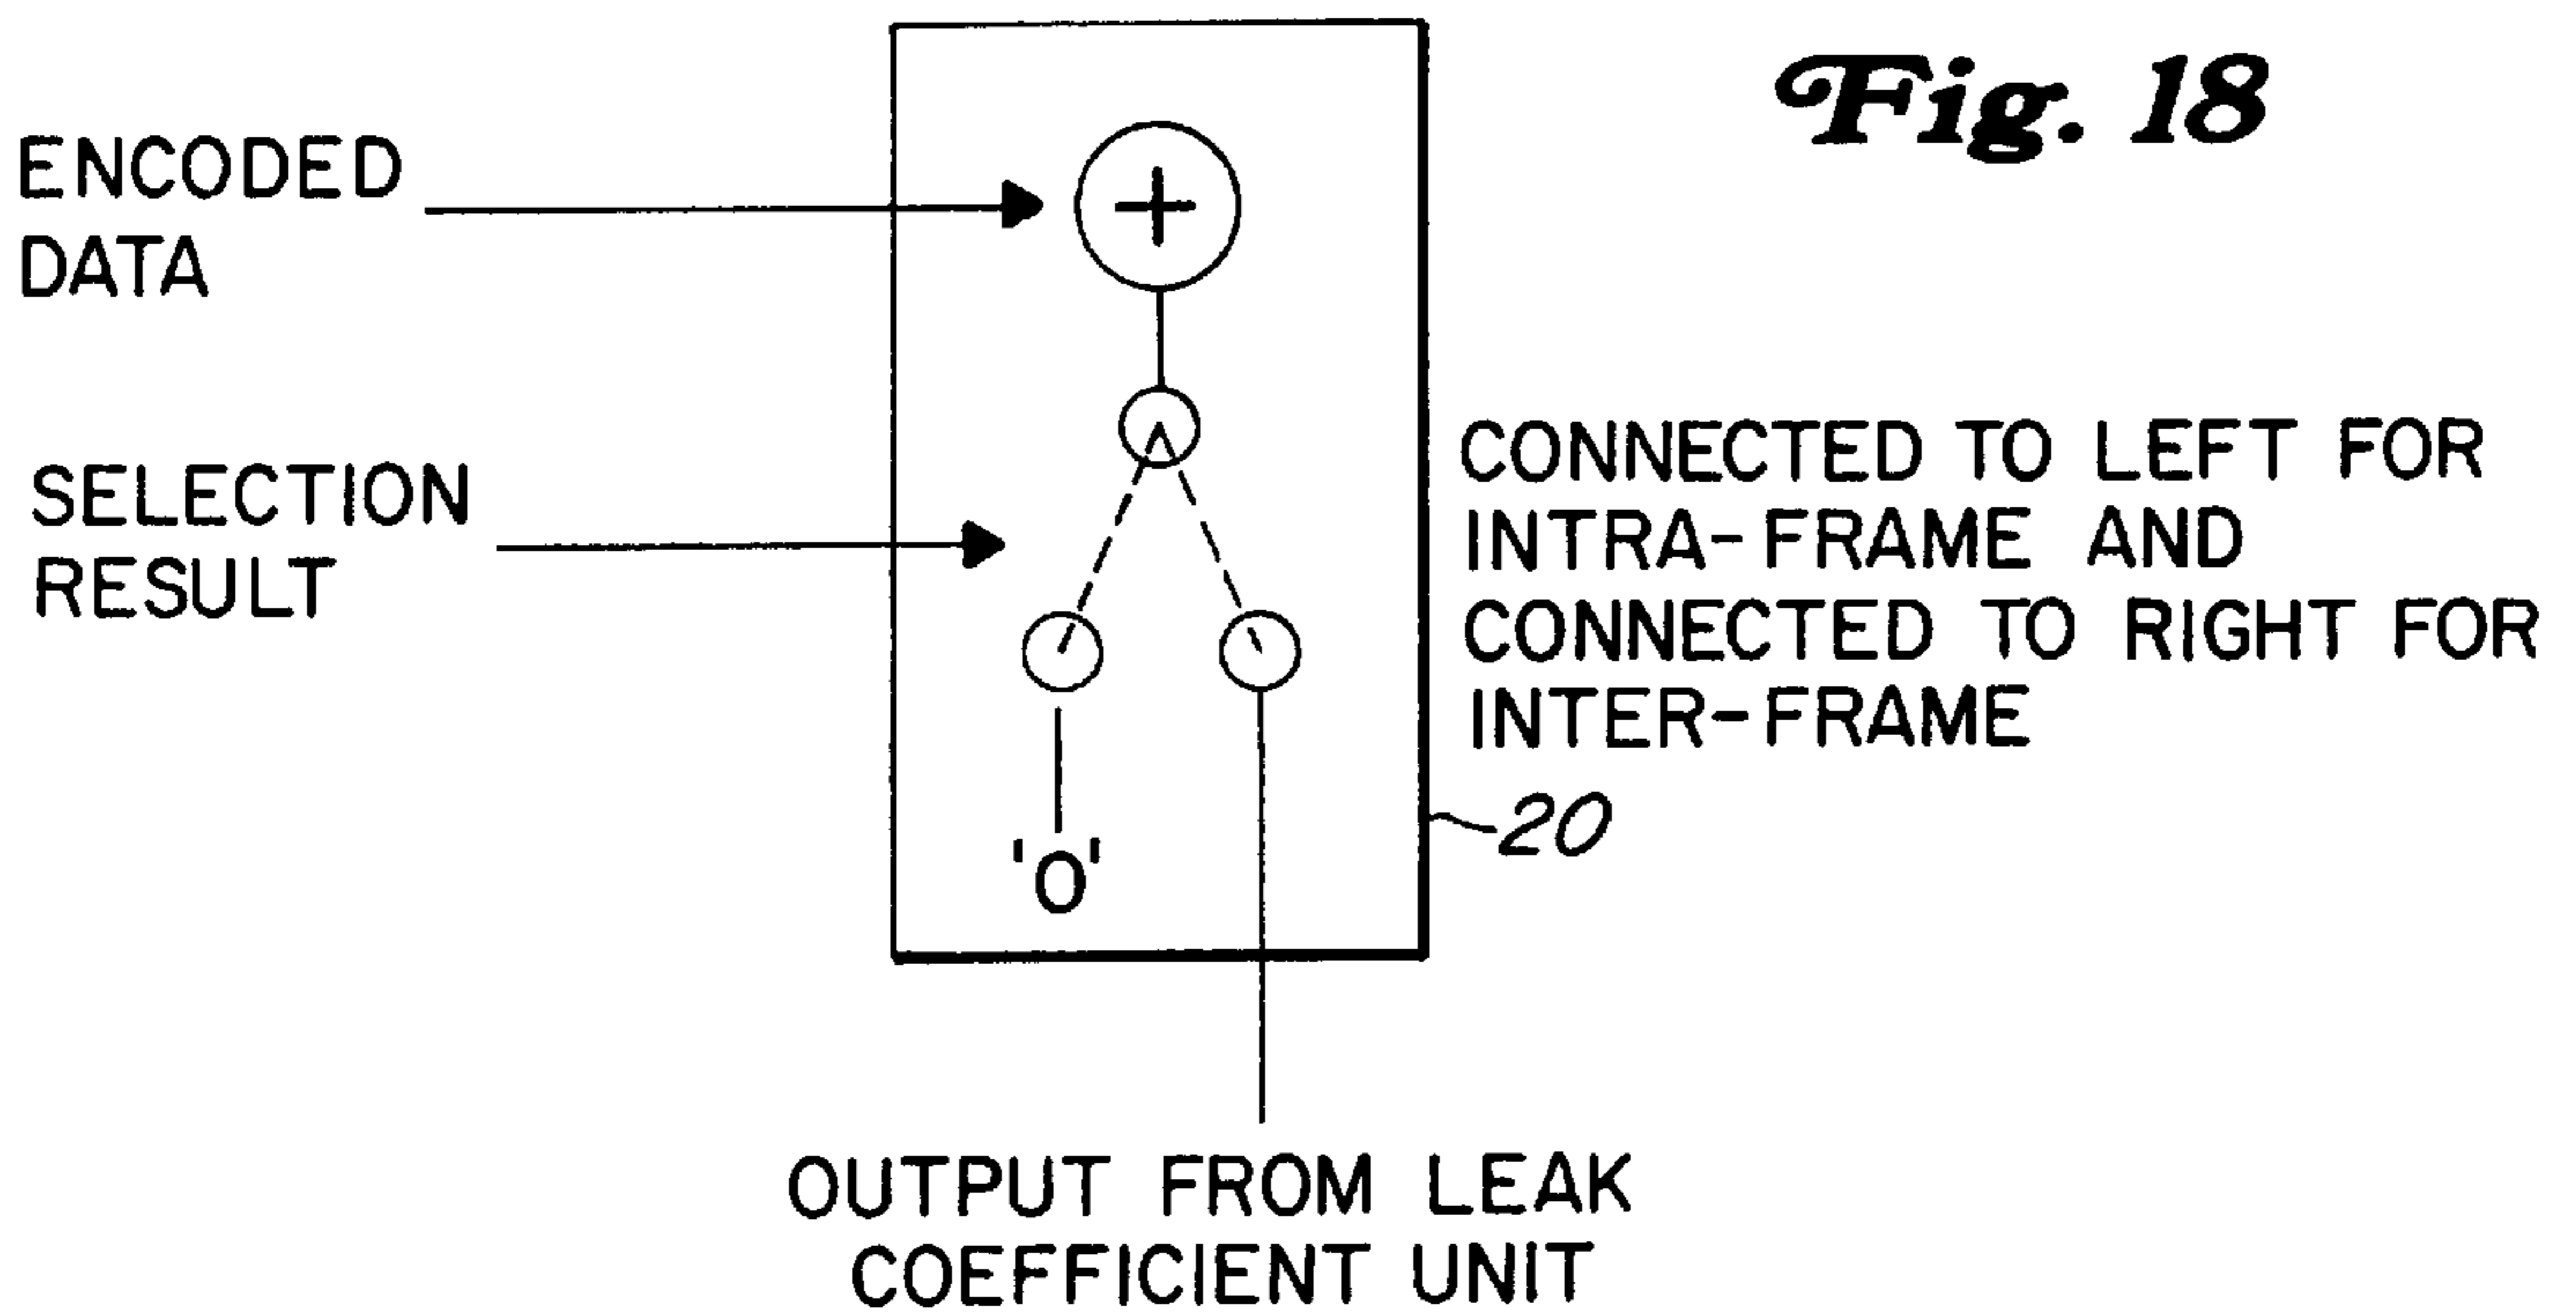 Fig. 18
ENCODED
DATA
SELECTION
RESULT
CONNECTED TO LEFT FOR
INTRA-FRAME AND
CONNECTED TO RIGHT FOR
INTER-FRAME
20
'0'
OUTPUT FROM LEAK
COEFFICIENT UNIT